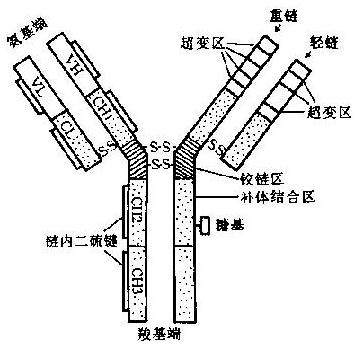 重链
氨基端
超变区
轻链
VH
VL
CH1
CL
超变区
S-S
S-S-
-S-S-
S-S
铰链区
补体结合区
CH2
糖基
链内二硫键
CH3
羧基端